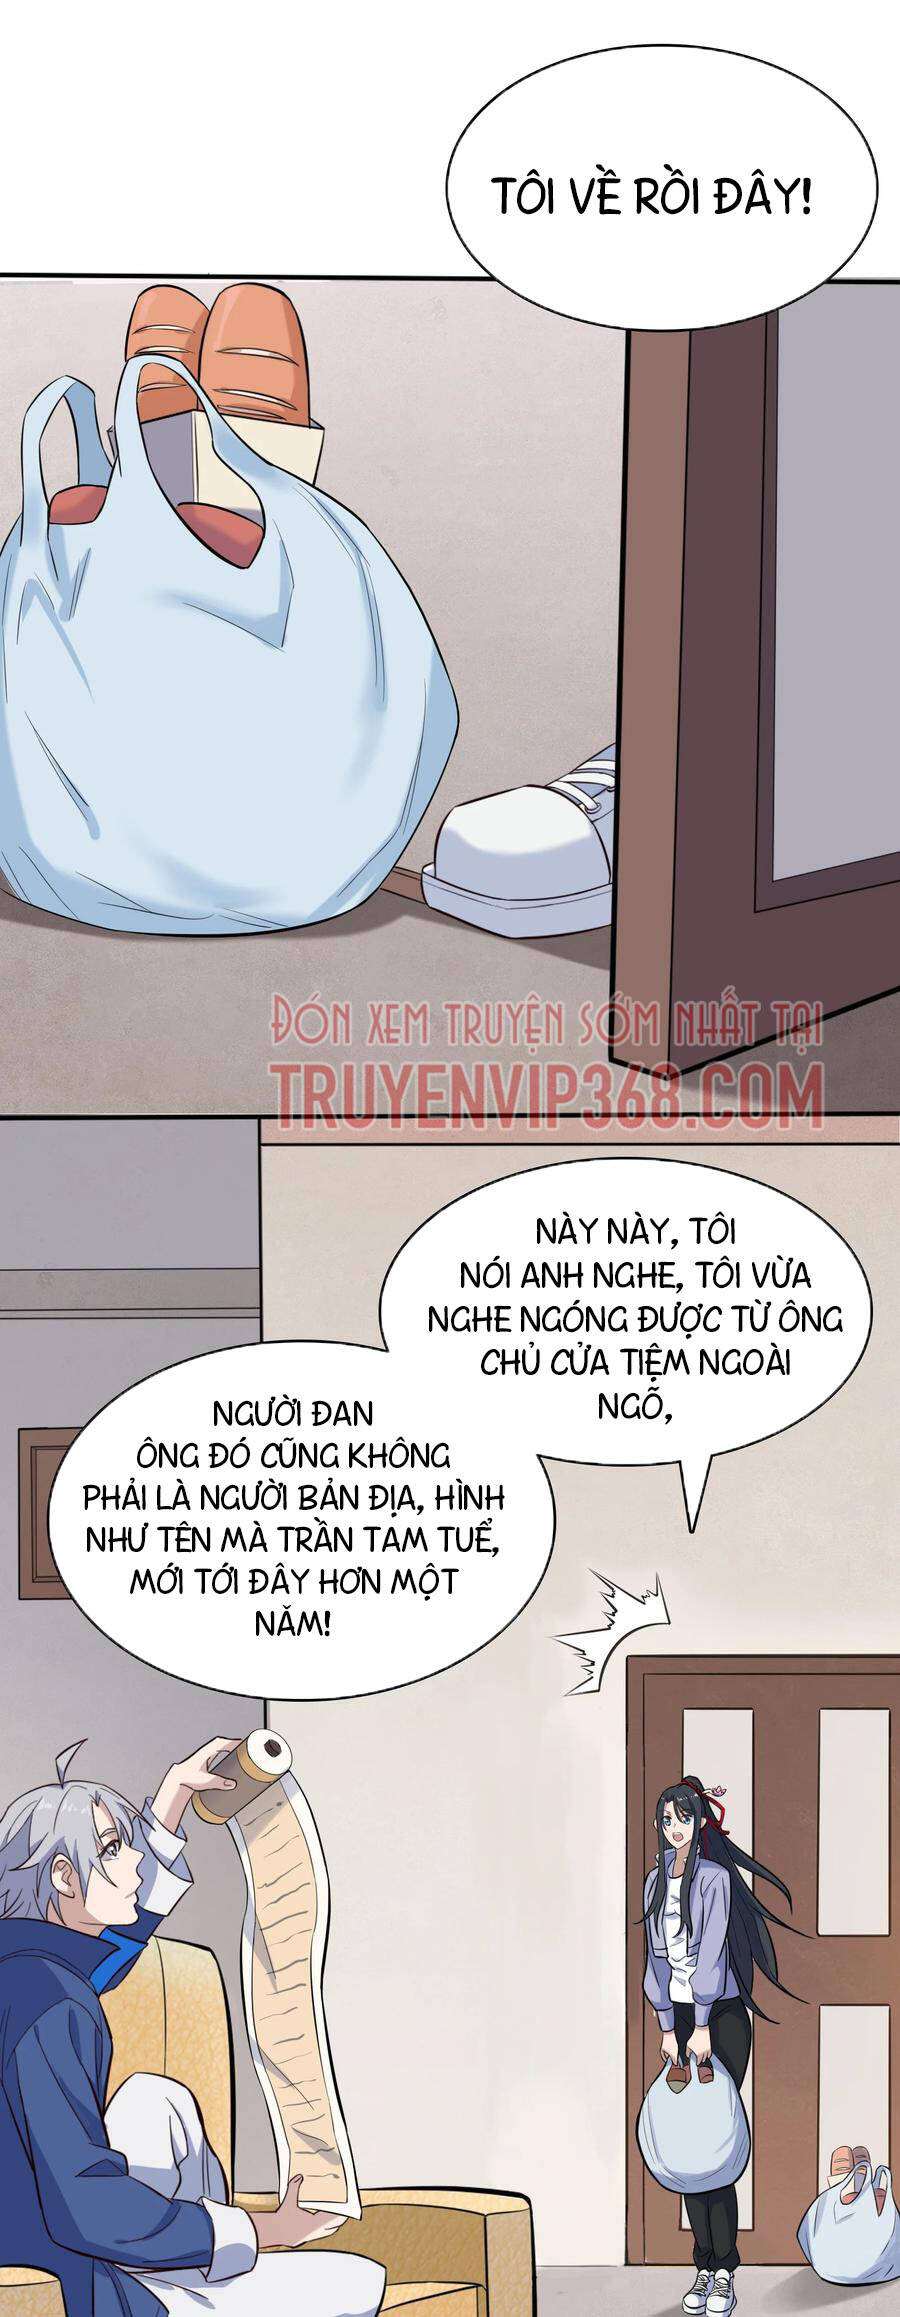 TÔI VỀ RỒI ĐÂY!
ĐÓN XEM TRUYỆN SỚM NHẤT TẠI
TRUYENVIP368.COM
NÀY NÀY, TÔI
NÓI ANH NGHE, TÔI VỪA
NGHE NGÓNG ĐƯỢC TỪ ÔNG
CHỦ CỬA TIỆM NGOÀI
NGÕ,
NGƯỜI ĐAN
ÔNG ĐÓ CŨNG KHÔNG
PHẢI LÀ NGƯỜI BẢN ĐỊA, HÌNH
NHƯ TÊN MÀ TRẦN TAM TUỂ,
MỚI TỚI ĐÂY HƠN MỘT
NĂM!